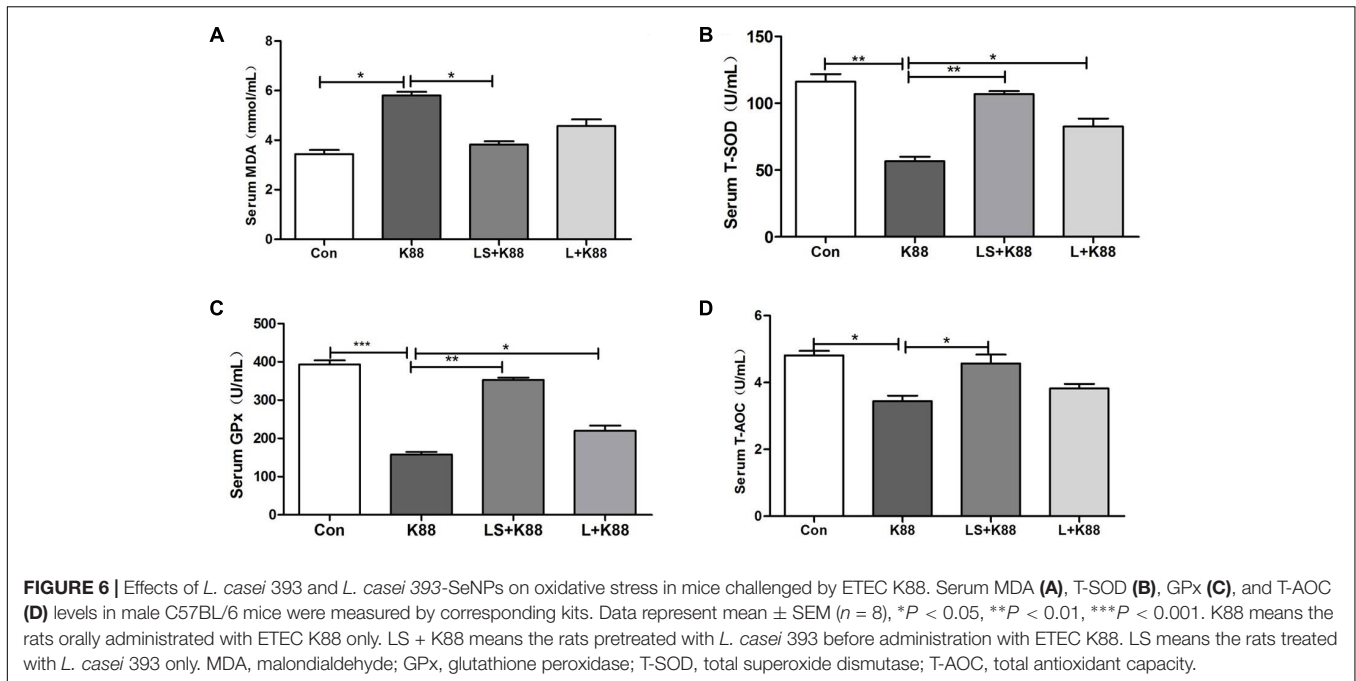 A
Serum MDA (mmol/mL)
8
6
4
2
0
*
*
Con K88 LS+K88 L+K88
B
Serum T-SOD (U/mL)
150
100
50
0
**
*
**
Con K88 LS+K88 L+K88
C
Serum GPx (U/mL)
500
400
300
200
100
0
***
*
**
Con K88 LS+K88 L+K88
D
Serum T-AOC (U/mL)
6
4
2
0
*
*
Con K88 LS+K88 L+K88
FIGURE 6 | Effects of L. casei 393 and L. casei 393-SeNPs on oxidative stress in mice challenged by ETEC K88. Serum MDA (A), T-SOD (B), GPx (C), and T-AOC
(D) levels in male C57BL/6 mice were measured by corresponding kits. Data represent mean ± SEM (n = 8), *P < 0.05, **P < 0.01, ***P < 0.001. K88 means the
rats orally administrated with ETEC K88 only. LS + K88 means the rats pretreated with L. casei 393 before administration with ETEC K88. LS means the rats treated
with L. casei 393 only. MDA, malondialdehyde; GPx, glutathione peroxidase; T-SOD, total superoxide dismutase; T-AOC, total antioxidant capacity.